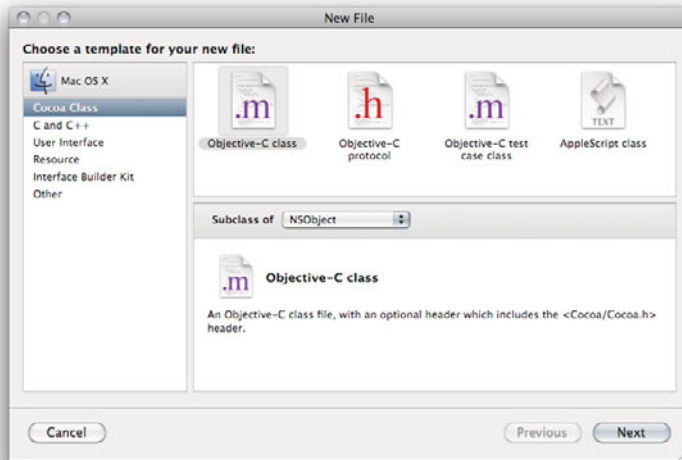 New File
Choose a template for your new file:
Mac OS X
Cocoa Class
C and C++
User Interface
Resource
Interface Builder Kit
Other
.m
.h
.m
TEXT
Objective-C class
Objective-C
protocol
Objective-C test
case class
AppleScript class
Subclass of NSObject
.m
Objective-C class
An Objective-C class file, with an optional header which includes the <Cocoa/Cocoa.h>
header.
Cancel
Previous
Next